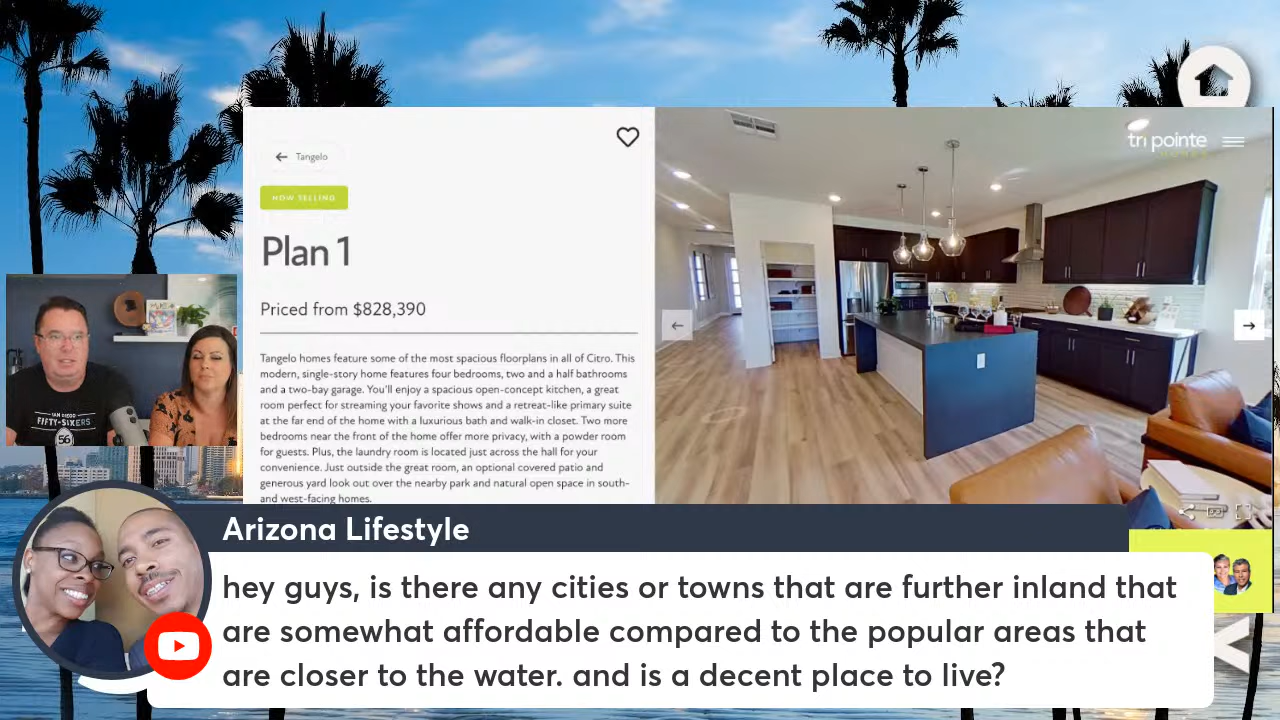 Tangelo
NOW SELLING
Plan 1
Priced from $828,390
Tangelo homes feature some of the most spacious floorplans in all of Citro. This
modern, single-story home features four bedrooms, two and a half bathrooms
and a two-bay garage. You'll enjoy a spacious open-concept kitchen, a great
room perfect for streaming your favorite shows and a retreat-like primary suite
at the far end of the home with a luxurious bath and walk-in closet. Two more
bedrooms near the front of the home offer more privacy, with a powder room
for guests. Plus, the laundry room is located just across the hall for your
convenience. Just outside the great room, an optional covered patio and
generous yard look out over the nearby park and natural open space in south-
and west-facing homes.
tri pointe
HOMES
SAN DIEGO
FIFTY-SIXERS
56
Arizona Lifestyle
hey guys, is there any cities or towns that are further inland that
are somewhat affordable compared to the popular areas that
are closer to the water. and is a decent place to live?